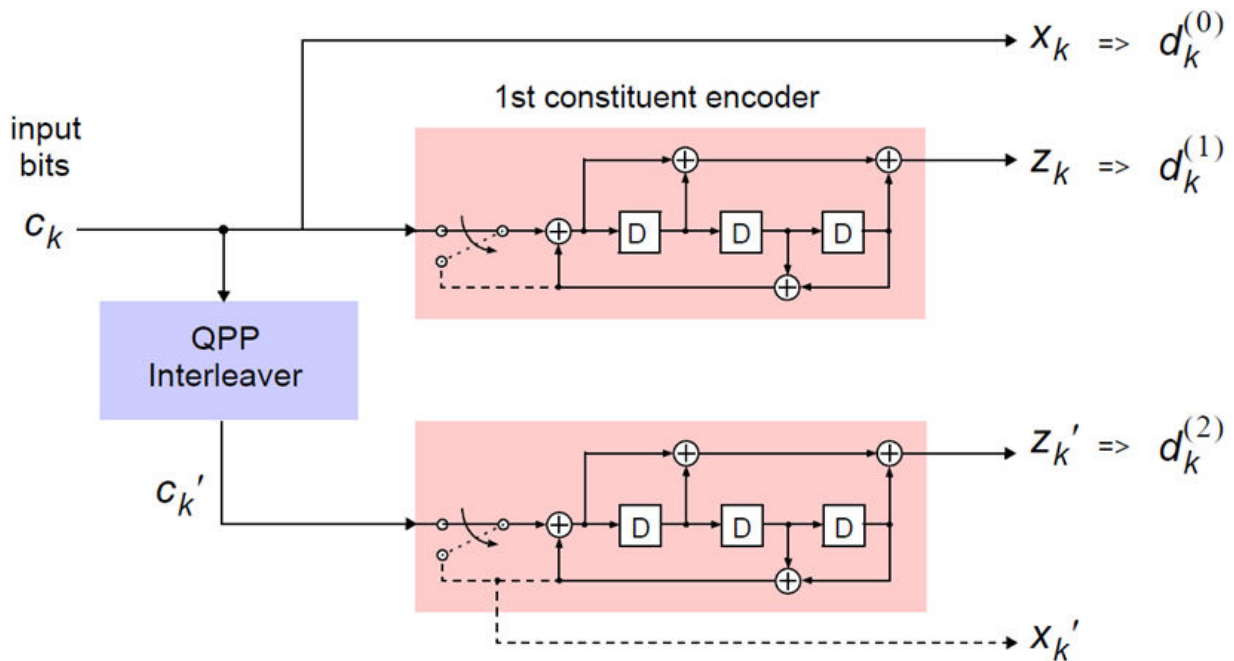 x_k => d_k^(0)
1st constituent encoder
input
bits
z_k => d_k^(1)
c_k
D D D
QPP
Interleaver
z_k' => d_k^(2)
c_k'
D D D
x_k'